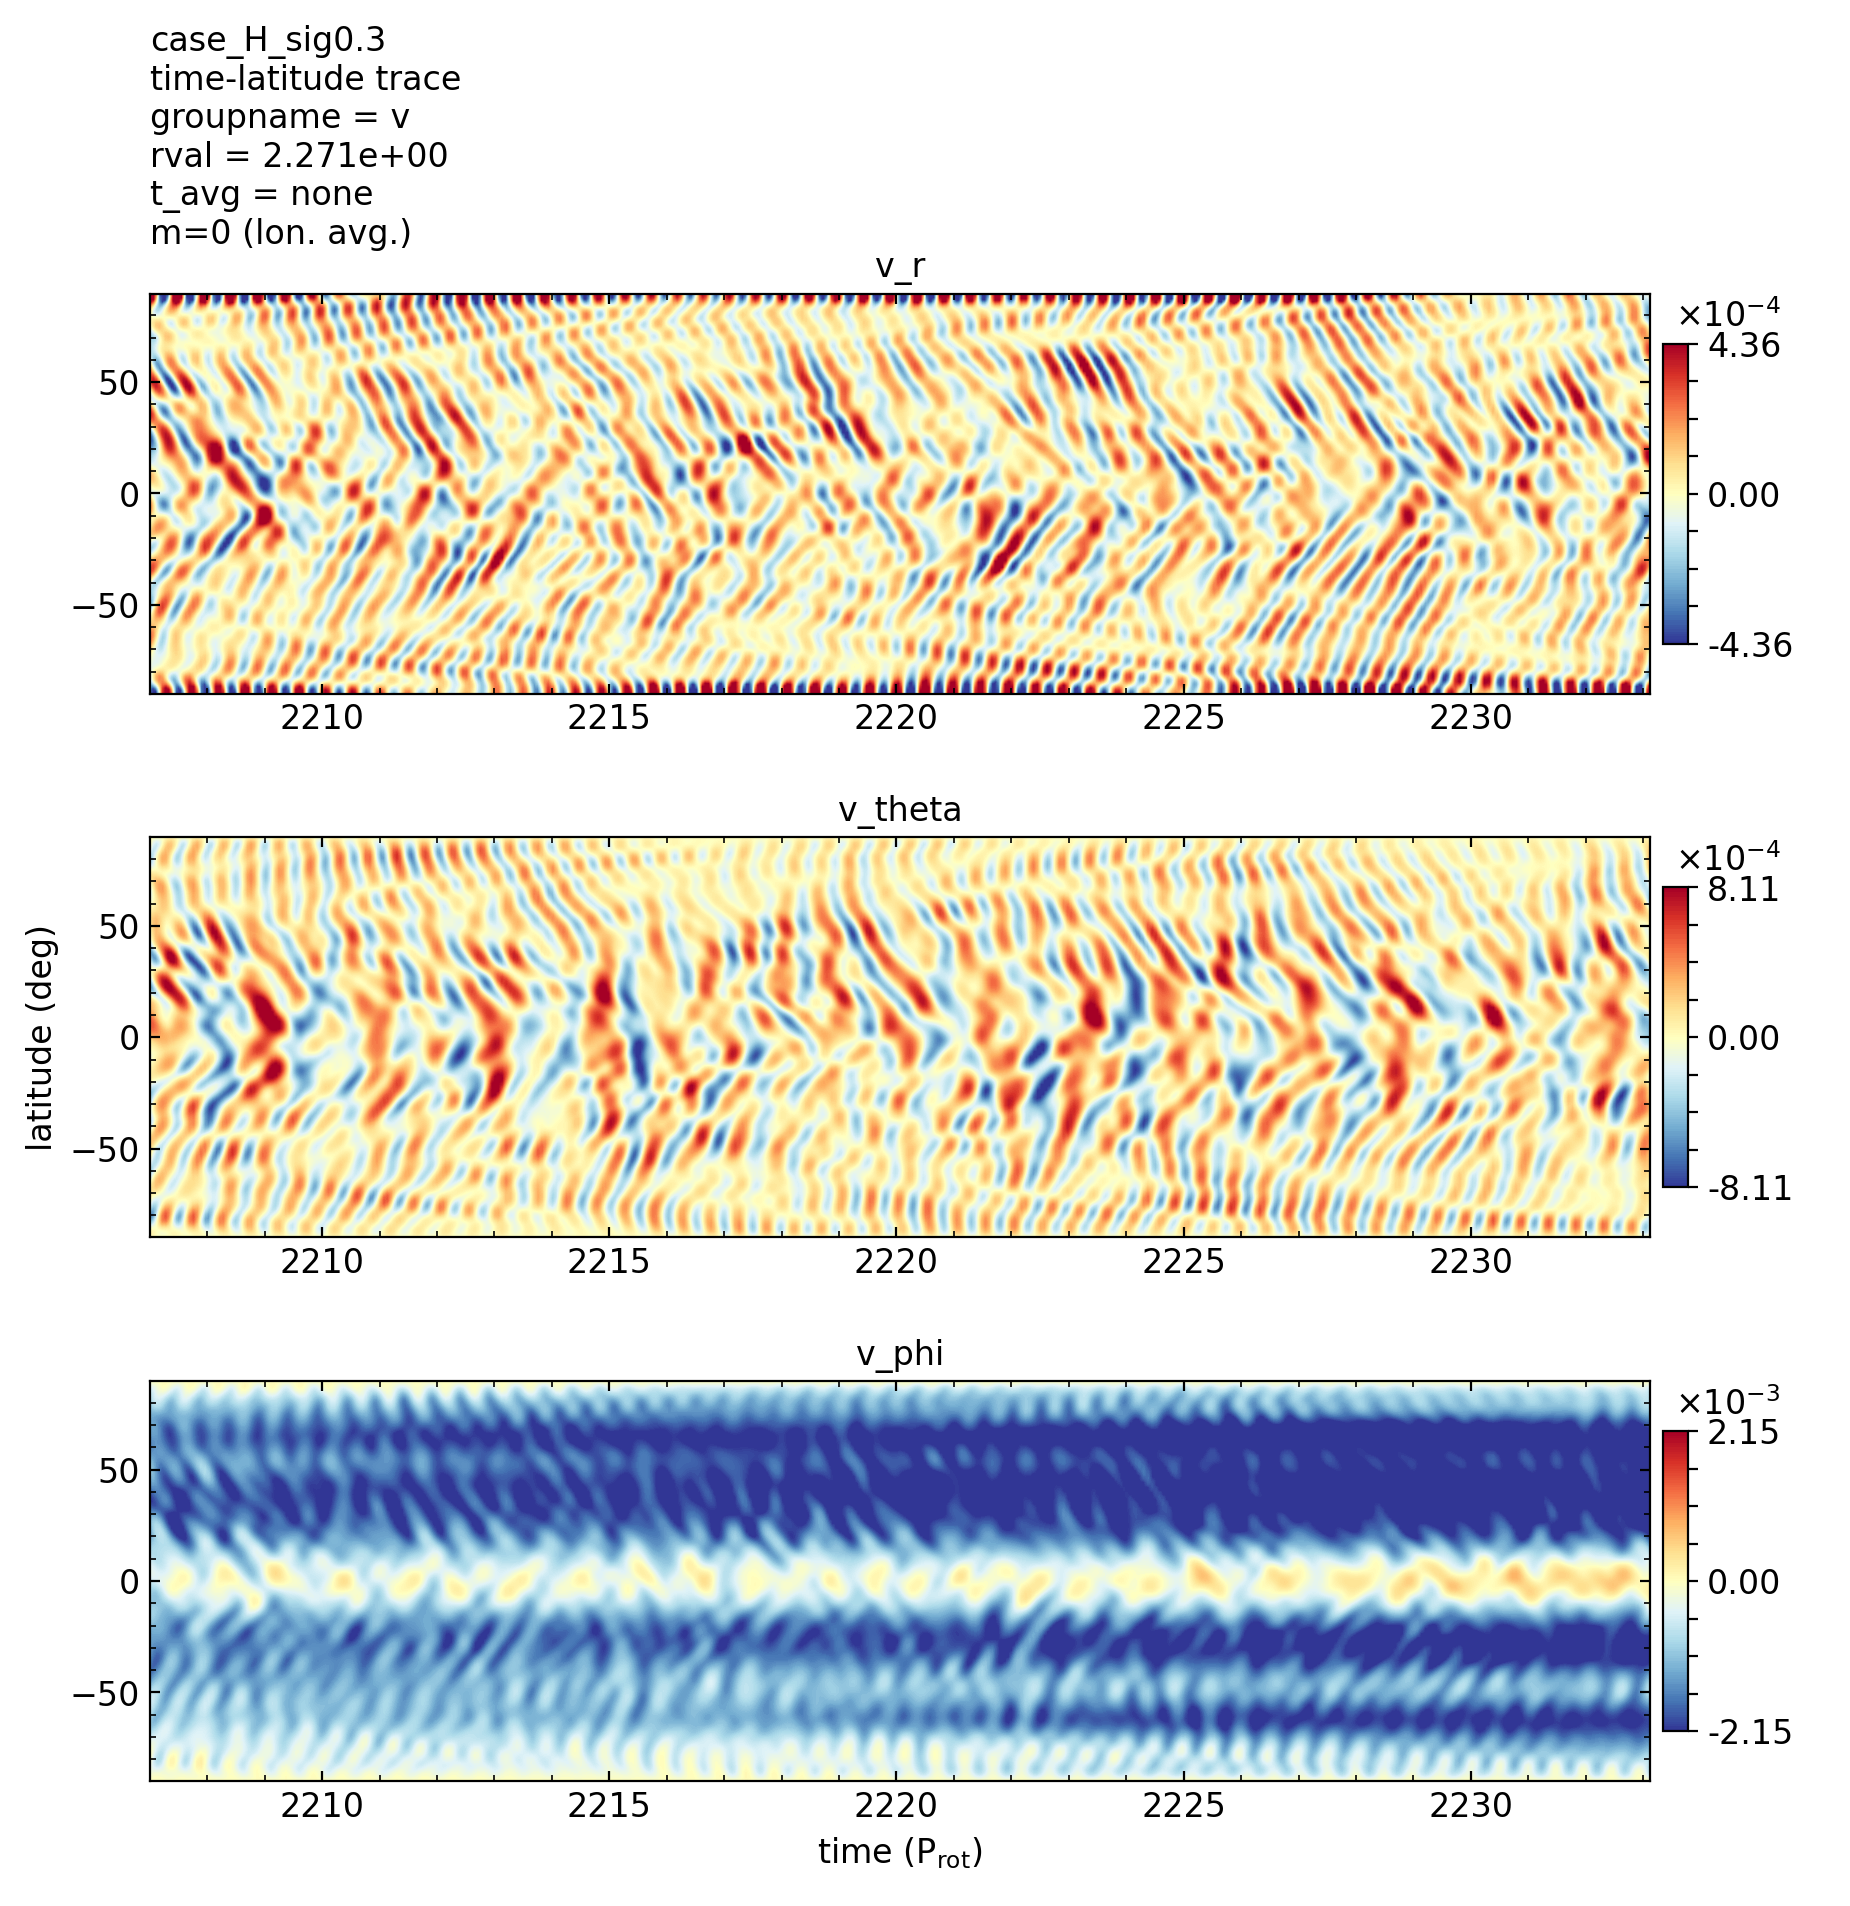 case_H_sig0.3
time-latitude trace
groupname = v
rval = 2.271e+00
t_avg = none
m=0 (lon. avg.)
v_r
×10⁻⁴
4.36
0.00
-4.36
50
0
−50
2210 2215 2220 2225 2230
v_theta
×10⁻⁴
8.11
0.00
-8.11
50
0
−50
latitude (deg)
2210 2215 2220 2225 2230
v_phi
×10⁻³
2.15
0.00
-2.15
50
0
−50
2210 2215 2220 2225 2230
time (P_rot)